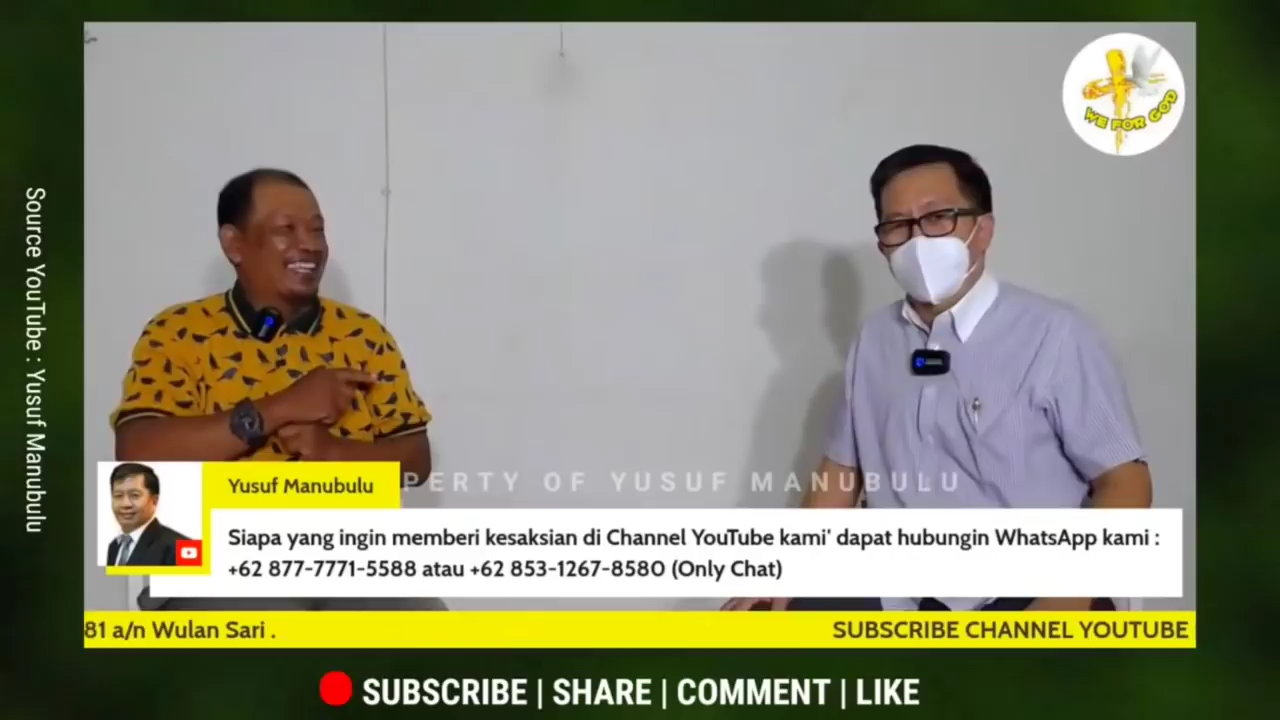 WE FOR GOD
Source YouTube : Yusuf Manubulu
Yusuf Manubulu
PERTY OF YUSUF MANUBULU
Siapa yang ingin memberi kesaksian di Channel YouTube kami' dapat hubungin WhatsApp kami :
+62 877-7771-5588 atau +62 853-1267-8580 (Only Chat)
81 a/n Wulan Sari .
SUBSCRIBE CHANNEL YOUTUBE
SUBSCRIBE | SHARE | COMMENT | LIKE